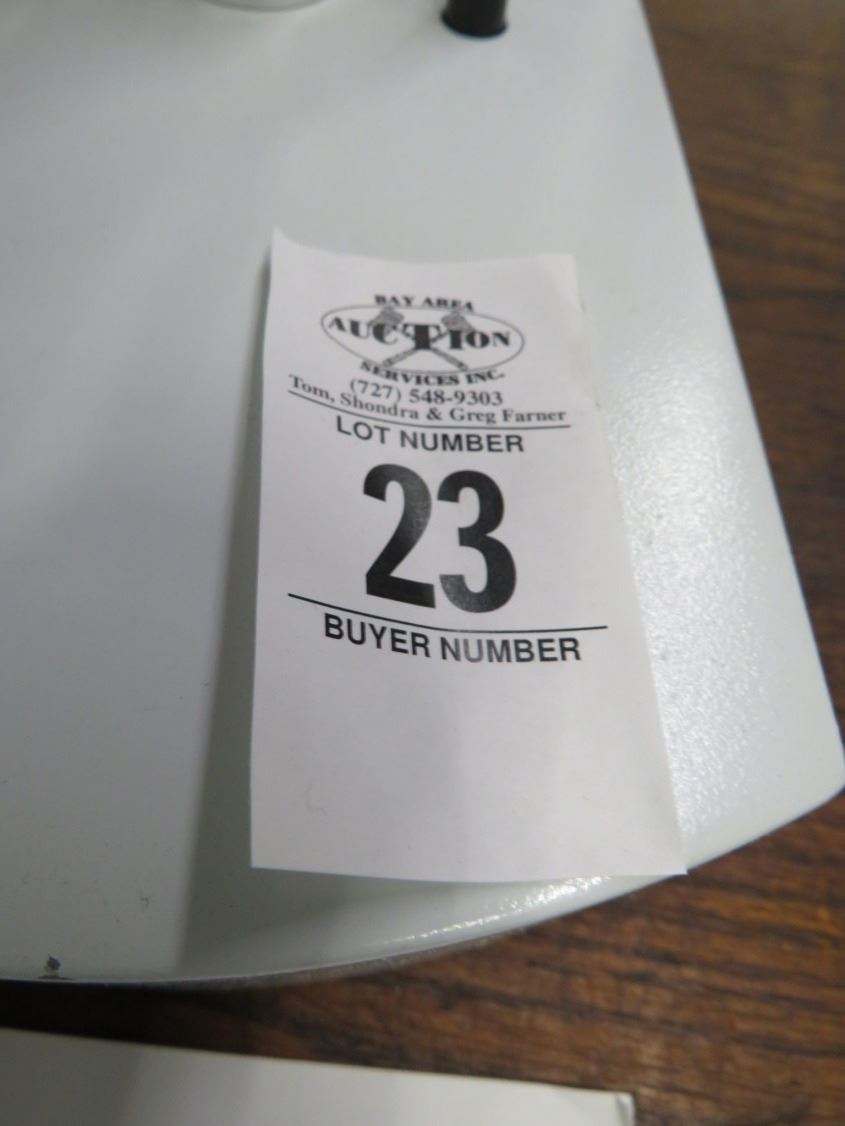 BAY AREA
AUCTION
SERVICES INC.
(727) 548-9303
Tom, Shondra & Greg Farner
LOT NUMBER
23
BUYER NUMBER